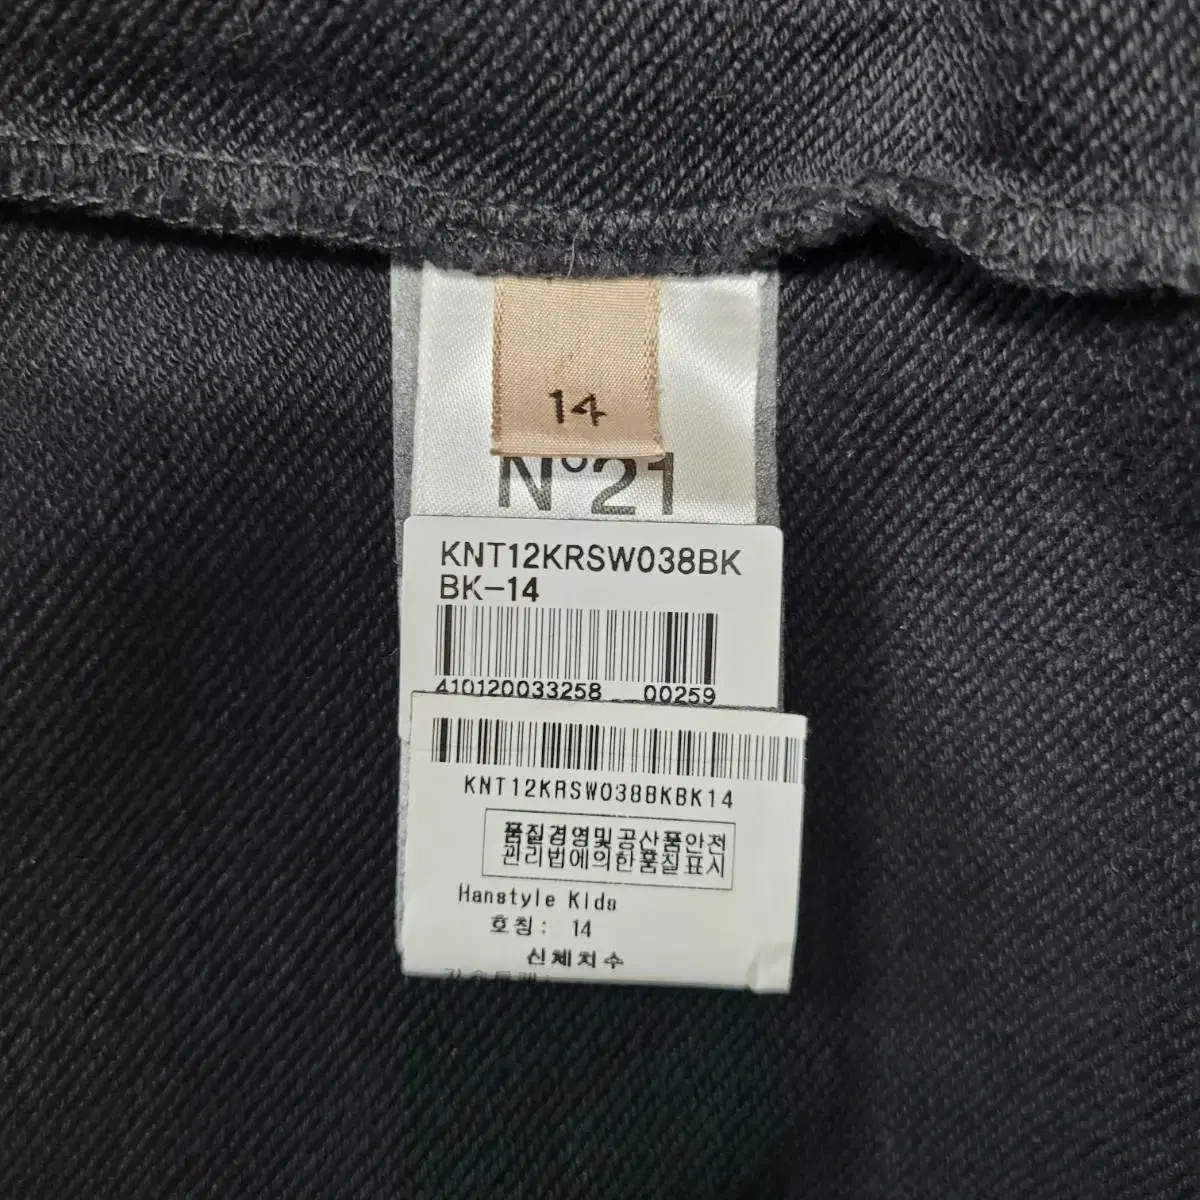 14
Nº21
KNT12KRSW038BK
BK-14
410120033258 00259
KNT12KRSW038BKBK14
품질경영및공산품안전
관리법에의한품질표시
Hanstyle Kids
호칭: 14
신체치수